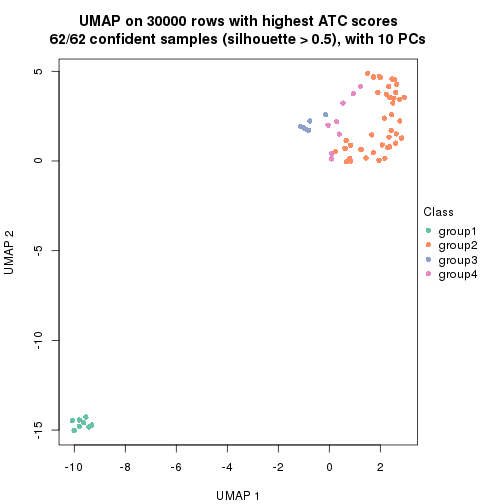 UMAP on 30000 rows with highest ATC scores
62/62 confident samples (silhouette > 0.5), with 10 PCs
5
0
-5
-10
-15
UMAP 2
-10
-8
-6
-4
-2
0
2
UMAP 1
Class
group1
group2
group3
group4